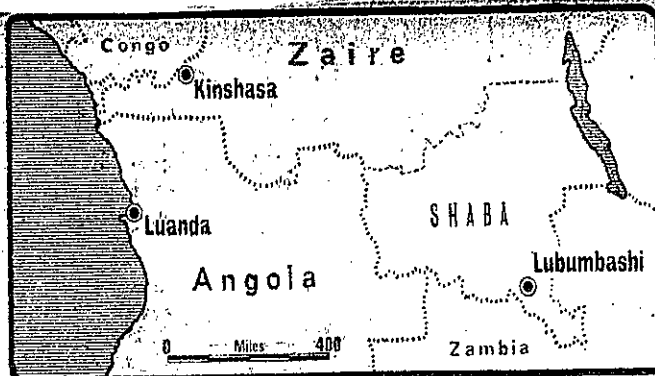 Congo
Zaire
Kinshasa
Luanda
SHABA
Lubumbashi
Angola
0 Miles 400
Zambia